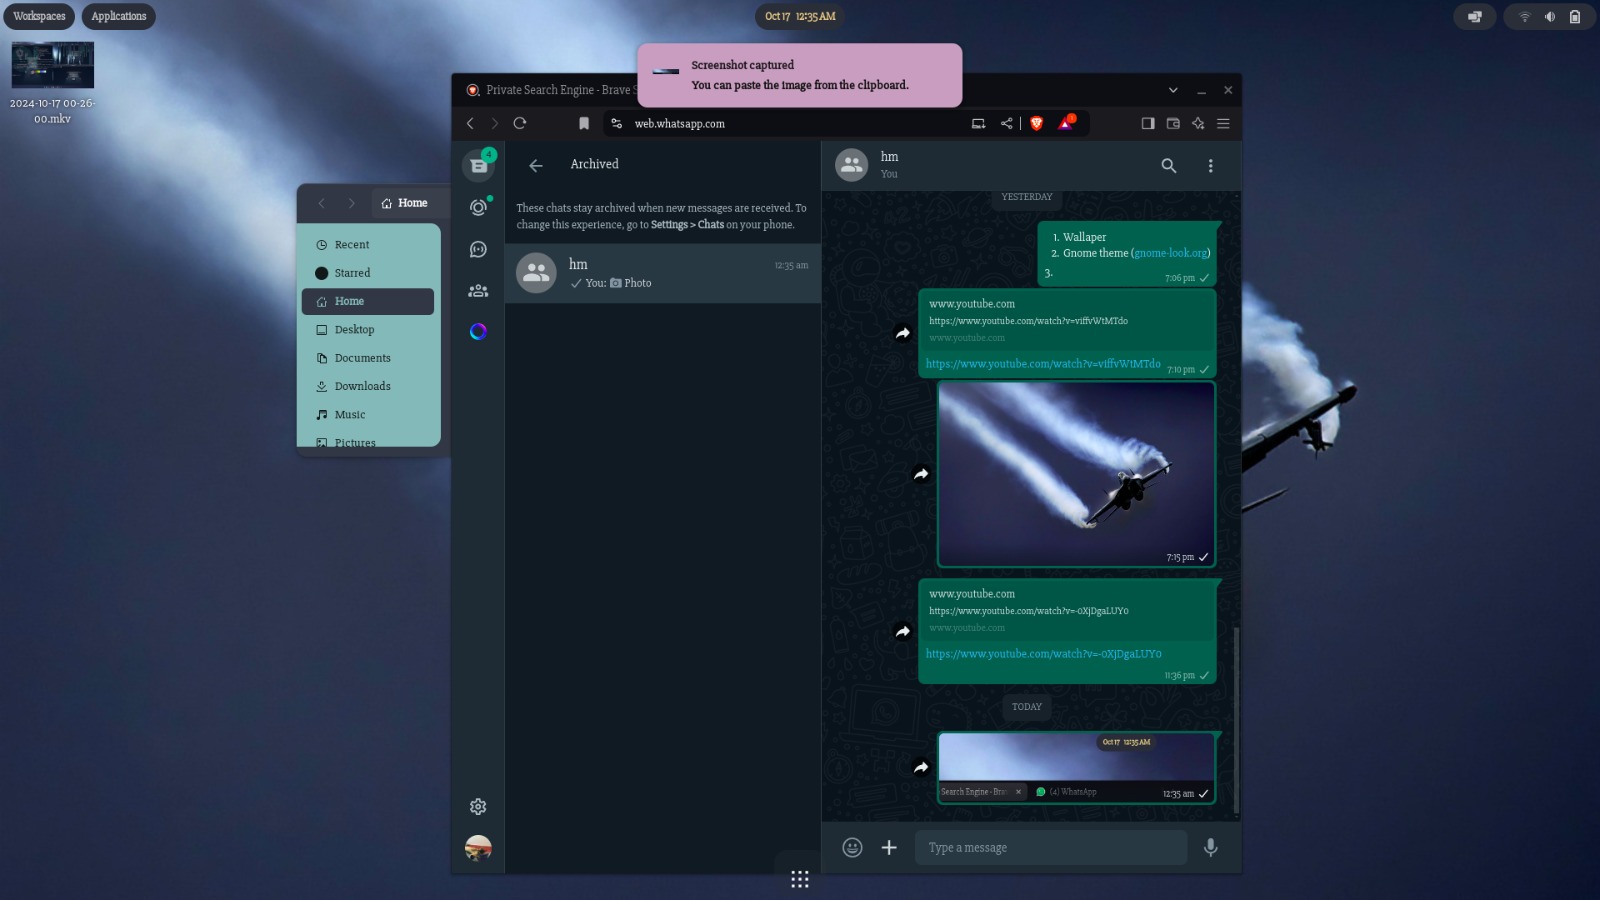 Workspaces
Applications
Oct 17 12:35 AM
2024-10-17 00-26-
00.mkv
Screenshot captured
You can paste the image from the clipboard.
Private Search Engine - Brave S
web.whatsapp.com
Home
Recent
Starred
Home
Desktop
Documents
Downloads
Music
Pictures
4
Archived
These chats stay archived when new messages are received. To
change this experience, go to Settings > Chats on your phone.
hm
12:35 am
You: Photo
hm
You
YESTERDAY
1. Wallaper
2. Gnome theme (gnome-look.org)
3.
7:06 pm
www.youtube.com
https://www.youtube.com/watch?v=viffvWtMTdo
www.youtube.com
https://www.youtube.com/watch?v=viffvWtMTdo
7:10 pm
7:15 pm
www.youtube.com
https://www.youtube.com/watch?v=-0XjDgaLUY0
www.youtube.com
https://www.youtube.com/watch?v=-0XjDgaLUY0
11:36 pm
TODAY
Oct 17 12:35 AM
Search Engine - Bra
(4) WhatsApp
12:35 am
Type a message